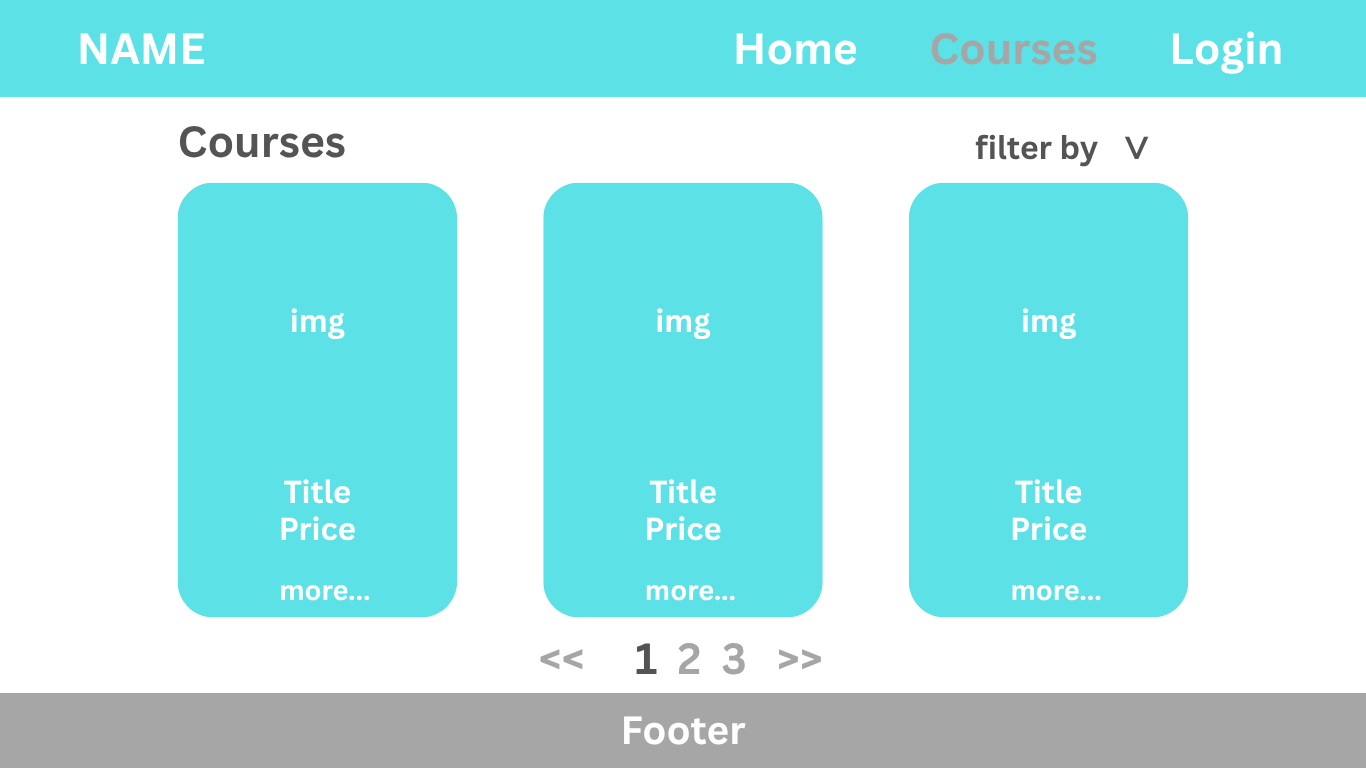 NAME Home Courses Login
Courses filter by V
img img img
Title Title Title
Price Price Price
more... more... more...
<< 1 2 3 >>
Footer